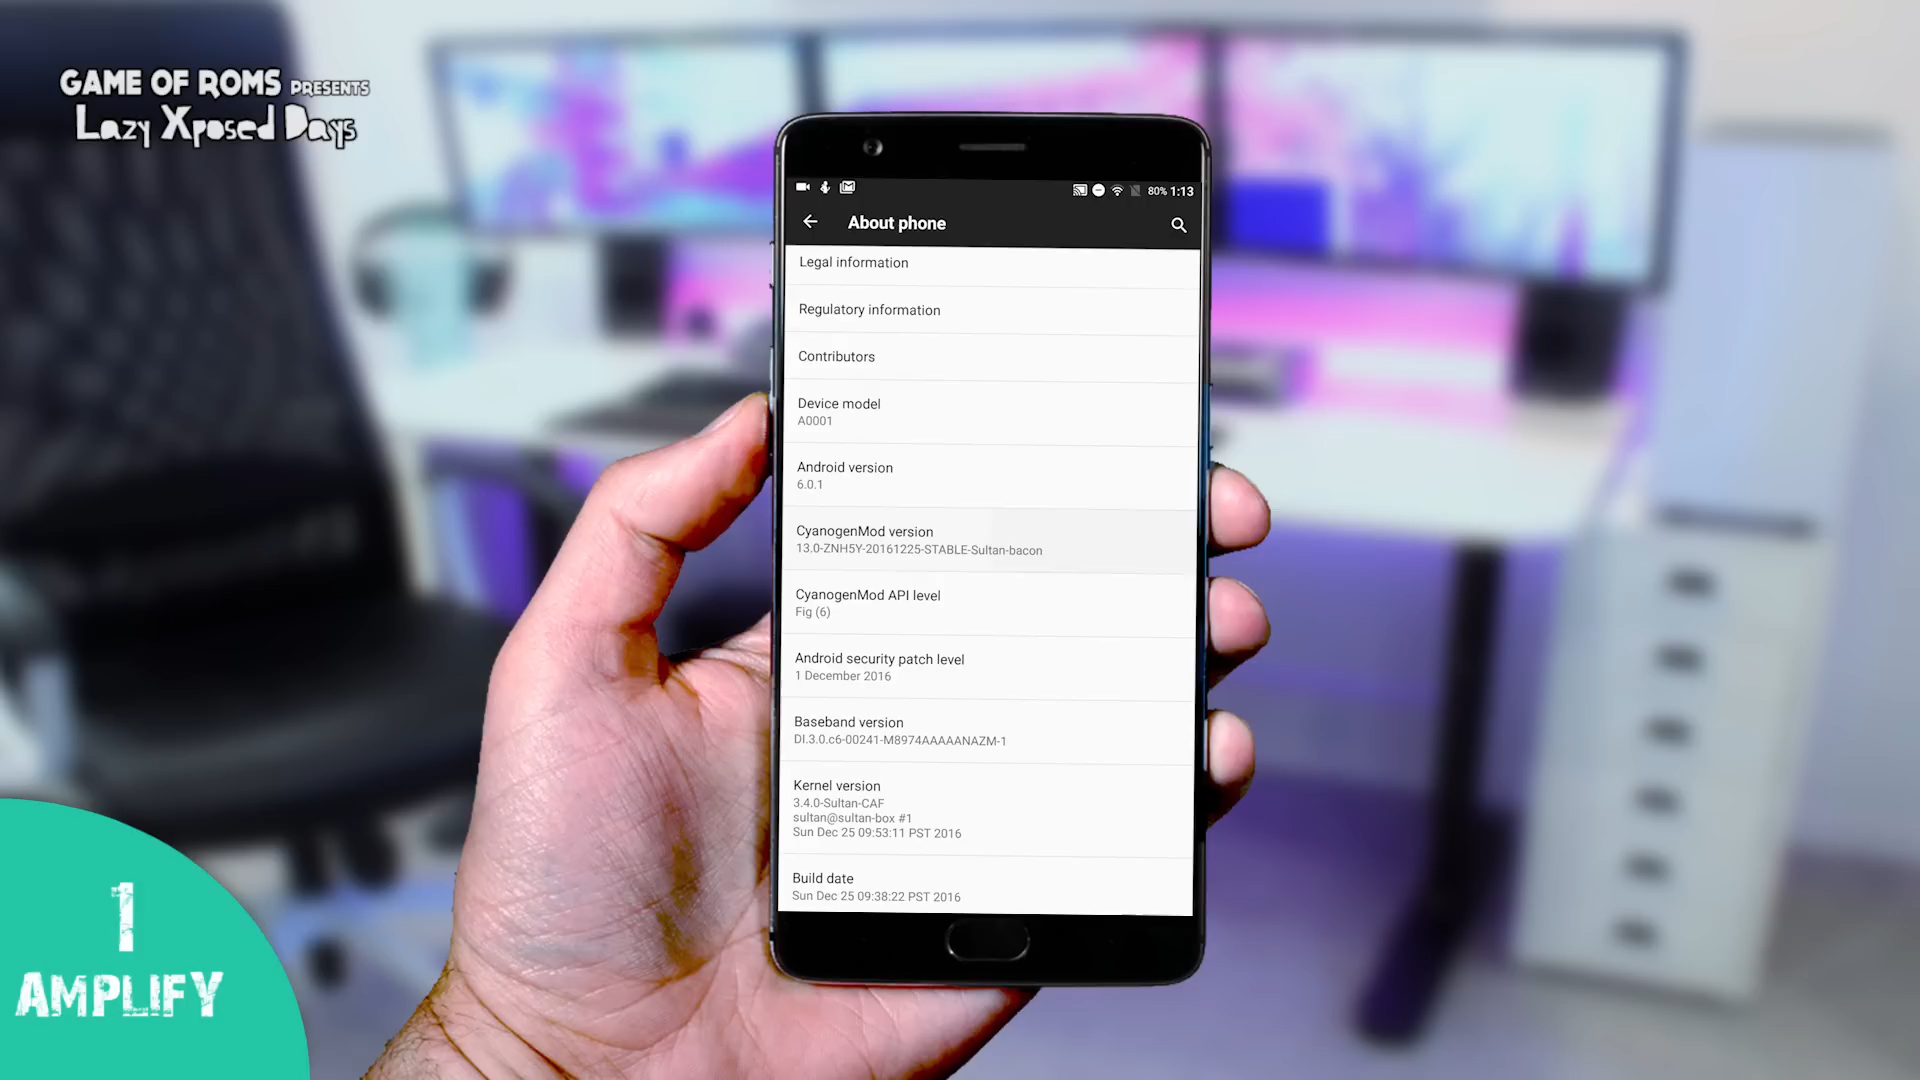 GAME OF ROMS PRESENTS
Lazy Xposed Days
80% 1:13
About phone
Legal information
Regulatory information
Contributors
Device model
A0001
Android version
6.0.1
CyanogenMod version
13.0-ZNH5Y-20161225-STABLE-Sultan-bacon
CyanogenMod API level
Fig (6)
Android security patch level
1 December 2016
Baseband version
DI.3.0.c6-00241-M8974AAAAANAZM-1
Kernel version
3.4.0-Sultan-CAF
sultan@sultan-box #1
Sun Dec 25 09:53:11 PST 2016
Build date
Sun Dec 25 09:38:22 PST 2016
1
AMPLIFY